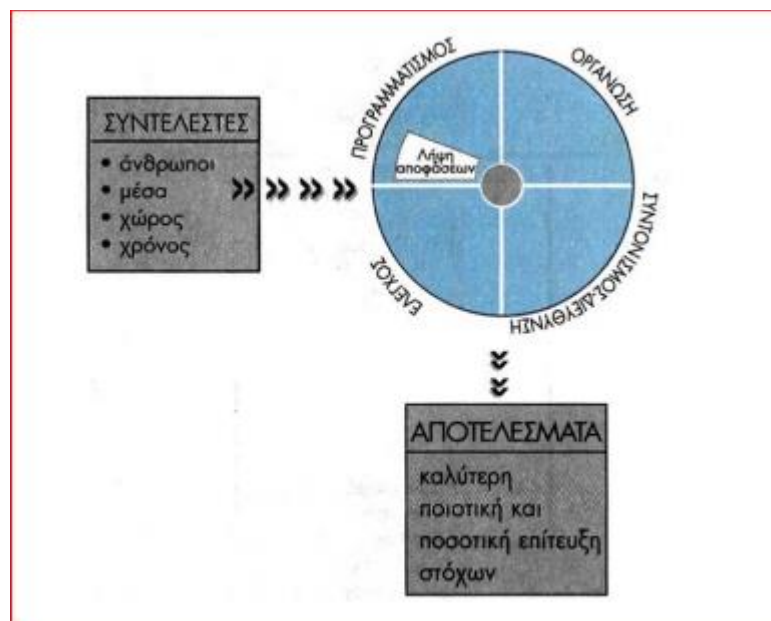 ΣΥΝΤΕΛΕΣΤΕΣ
• άνθρωποι
• μέσα
• χώρος
• χρόνος
ΠΡΟΓΡΑΜΜΑΤΙΣΜΟΣ
ΟΡΓΑΝΩΣΗ
Λήψη
αποφάσεων
ΕΛΕΓΧΟΣ
ΣΥΝΤΟΝΙΣΜΟΣ-ΔΙΕΥΘΥΝΣΗ
ΑΠΟΤΕΛΕΣΜΑΤΑ
καλύτερη
ποιοτική και
ποσοτική επίτευξη
στόχων